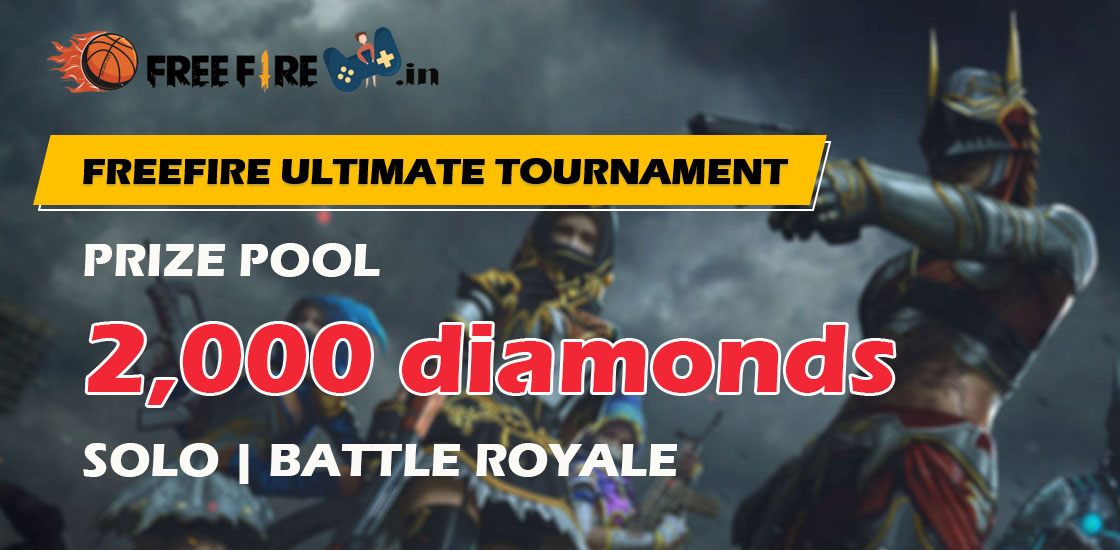 FREE FIRE .in
FREEFIRE ULTIMATE TOURNAMENT
PRIZE POOL
2,000 diamonds
SOLO | BATTLE ROYALE